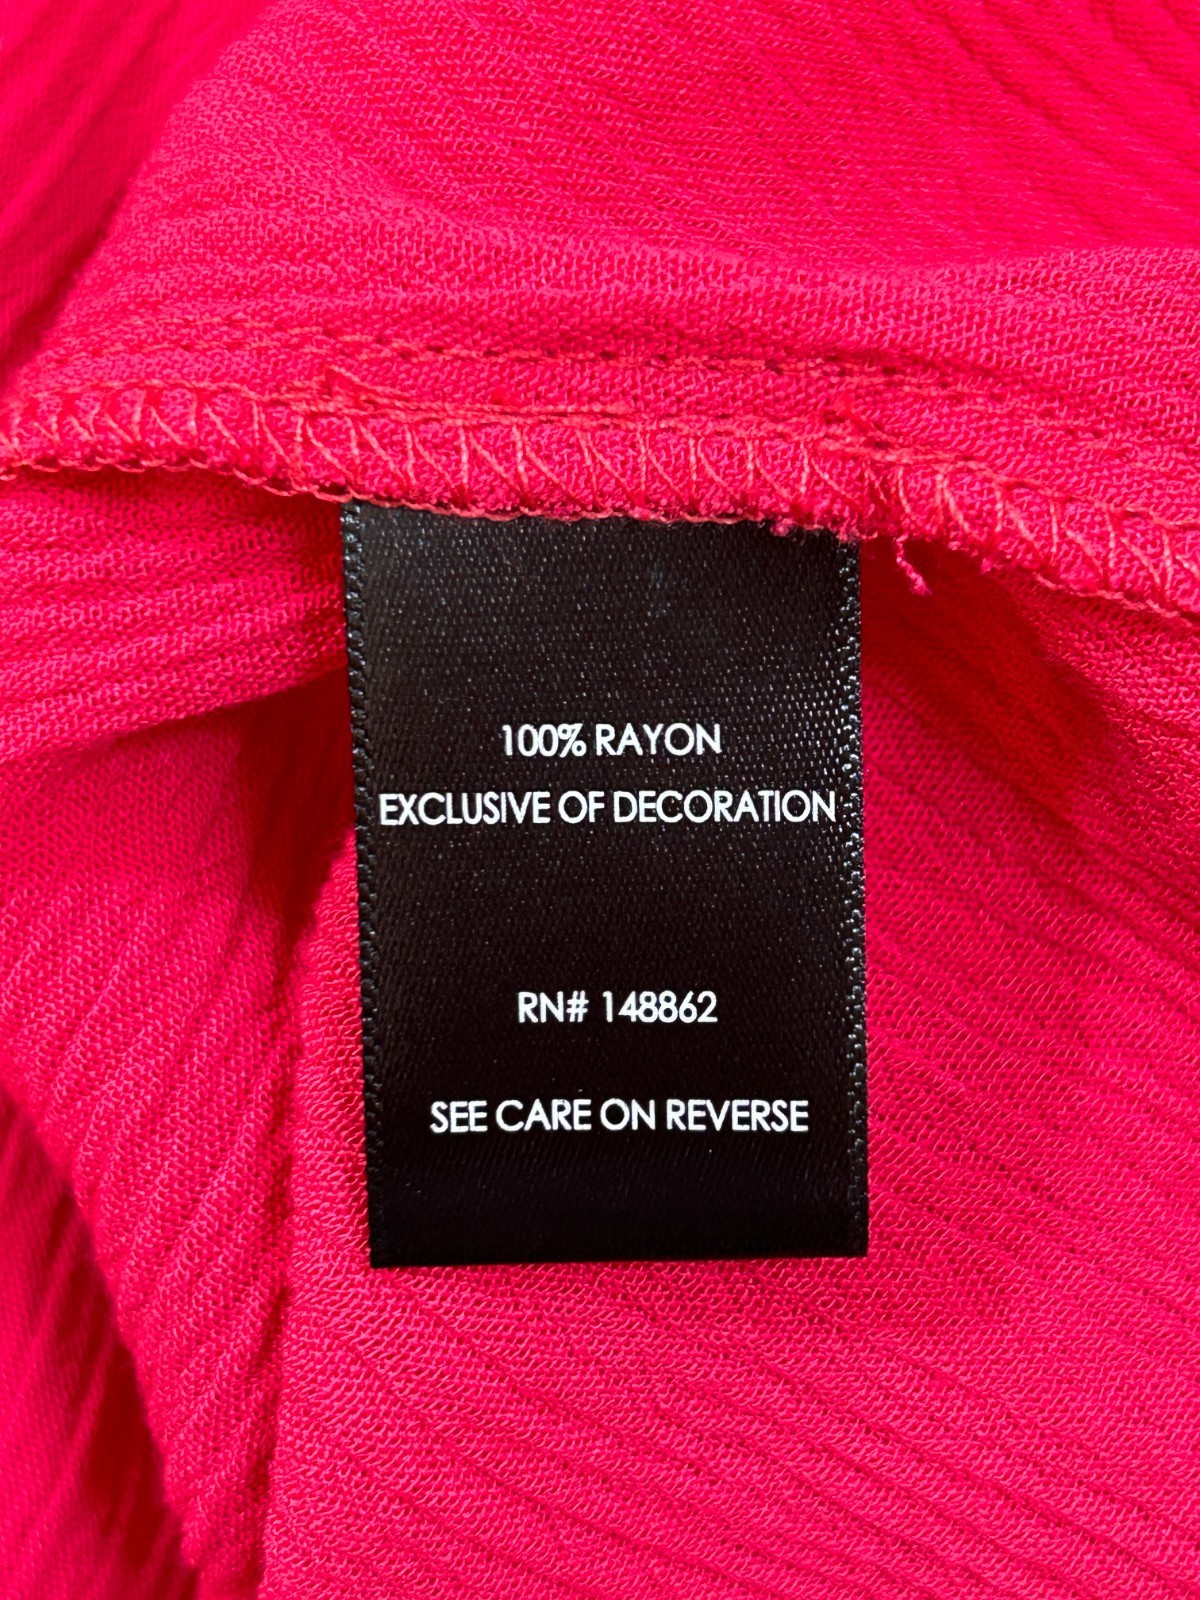 100% RAYON
EXCLUSIVE OF DECORATION
RN# 148862
SEE CARE ON REVERSE